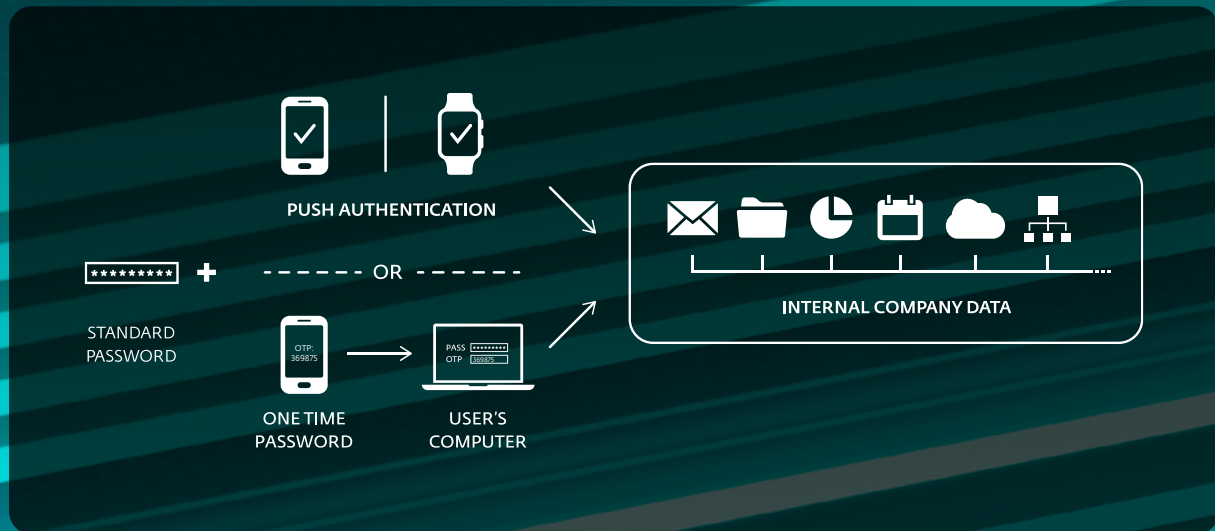 PUSH AUTHENTICATION
*********
OR
STANDARD
PASSWORD
OTP:
369875
PASS *********
OTP 369875
ONE TIME
PASSWORD
USER'S
COMPUTER
INTERNAL COMPANY DATA